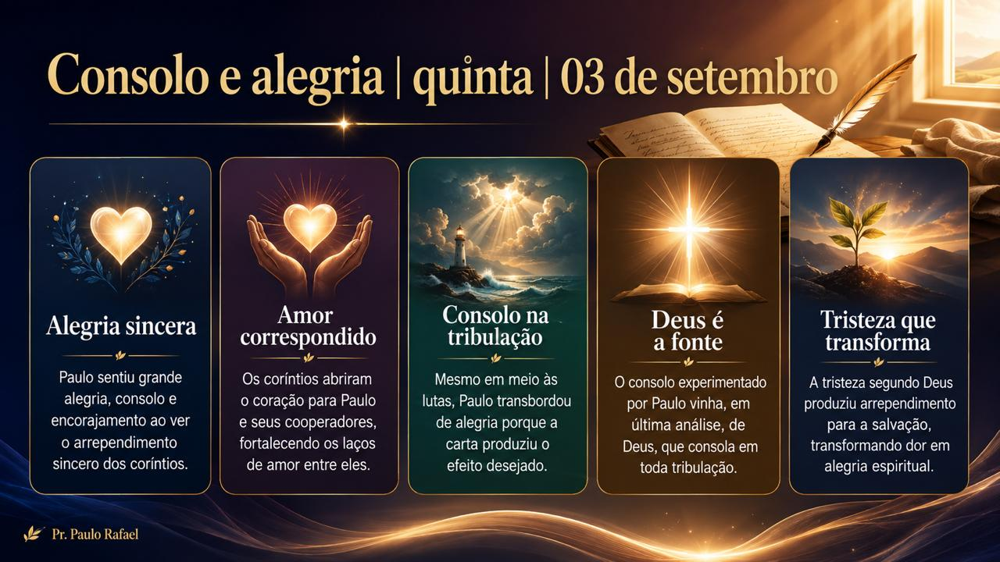 Consolo e alegria | quinta | 03 de setembro
Alegria sincera
Paulo sentiu grande
alegria, consolo e
encorajamento ao ver
o arrependimento
sincero dos coríntios.
Amor
correspondido
Os coríntios abriram
o coração para Paulo
e seus cooperadores,
fortalecendo os laços
de amor entre eles.
Consolo na
tribulação
Mesmo em meio às
lutas, Paulo transbordou
de alegria porque a
carta produziu o
efeito desejado.
Deus é
a fonte
O consolo experimentado
por Paulo vinha, em
última análise, de
Deus, que consola em
toda tribulação.
Tristeza que
transforma
A tristeza segundo Deus
produziu arrependimento
para a salvação,
transformando dor em
alegria espiritual.
Pr. Paulo Rafael